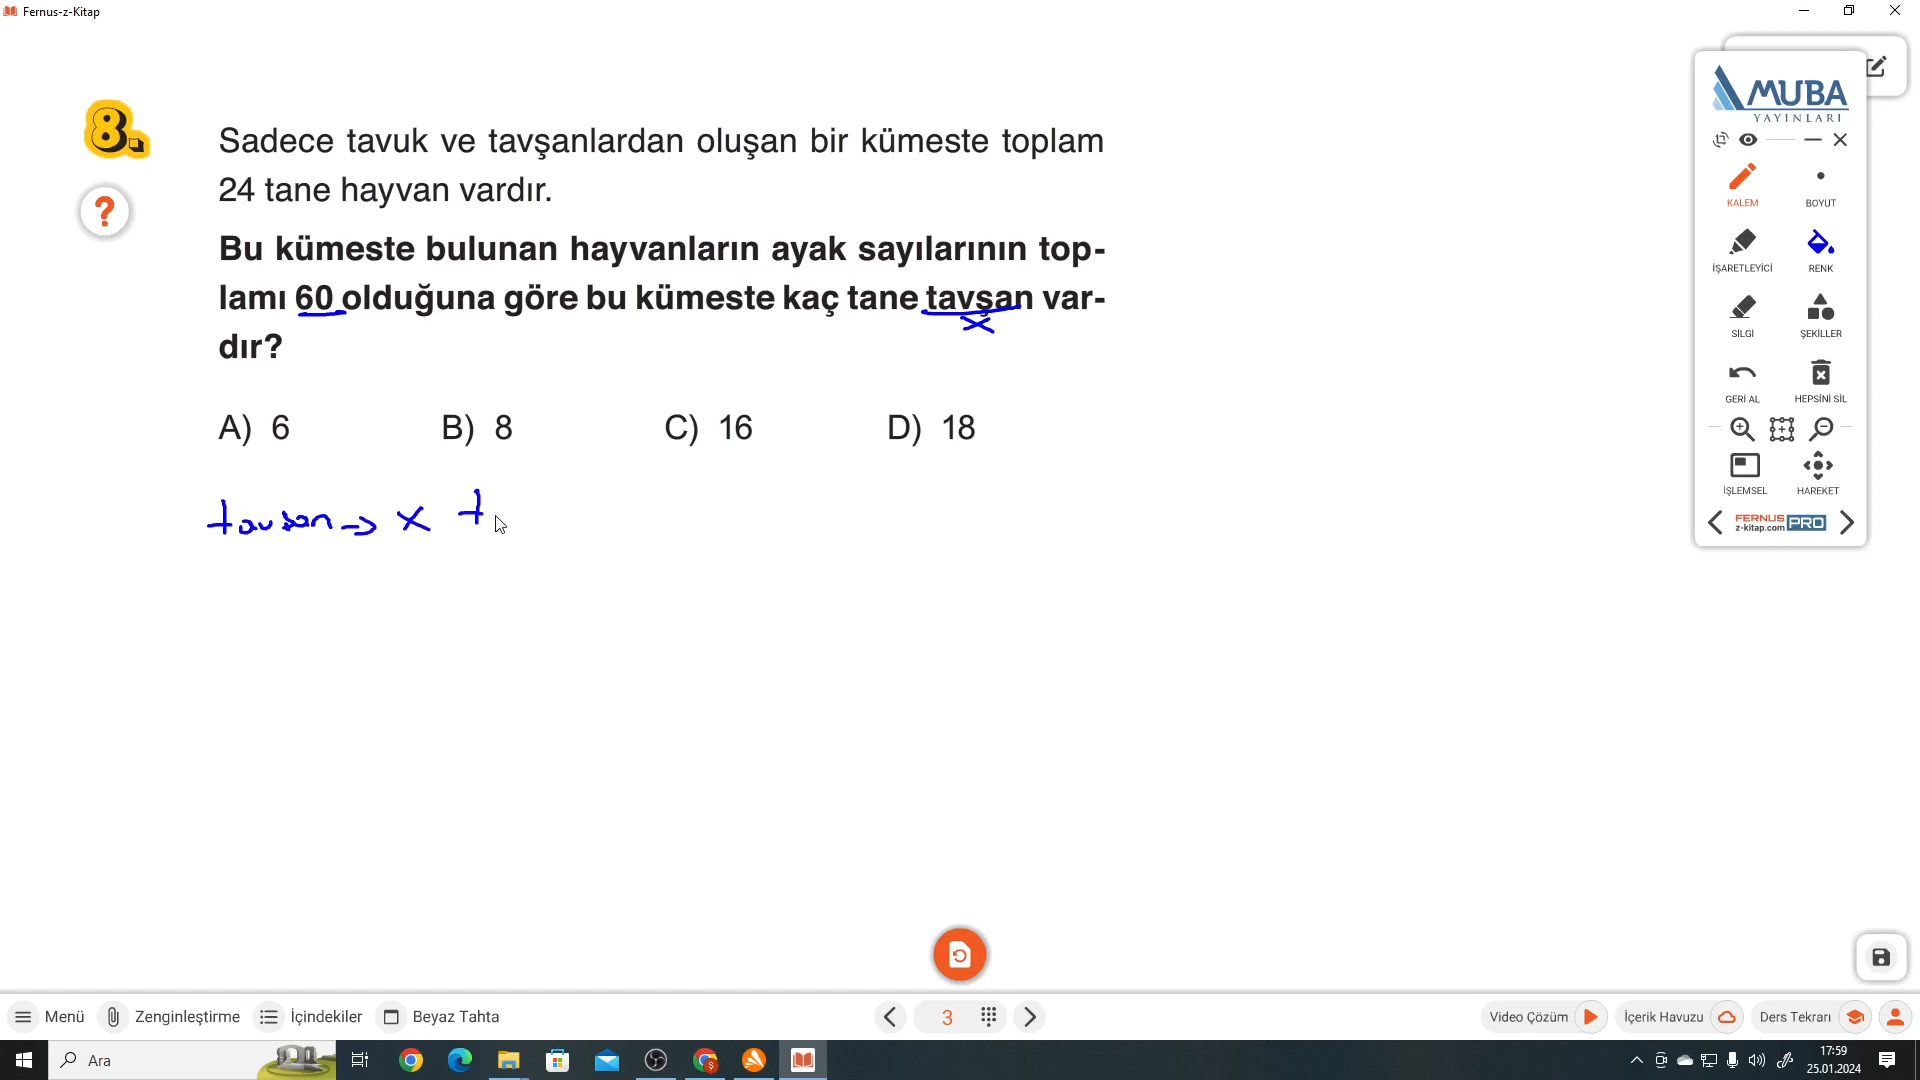 Fernus-z-Kitap
8.
Sadece tavuk ve tavşanlardan oluşan bir kümeste toplam
24 tane hayvan vardır.
?
Bu kümeste bulunan hayvanların ayak sayılarının top-
lamı 60 olduğuna göre bu kümeste kaç tane tavşan var-
x
dır?
A) 6 B) 8 C) 16 D) 18
tavşan → x t
MUBA
YAYINLARI
KALEM BOYUT
İŞARETLEYİCİ RENK
SİLGİ ŞEKİLLER
GERİ AL HEPSİNİ SİL
İŞLEMSEL HAREKET
FERNUS PRO
z-kitap.com
Menü Zenginleştirme İçindekiler Beyaz Tahta 3 Video Çözüm İçerik Havuzu Ders Tekrarı
Ara
17:59
25.01.2024